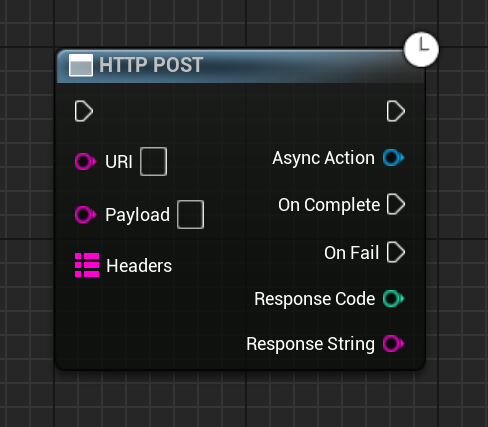 HTTP POST
URI
Async Action
Payload
On Complete
On Fail
Headers
Response Code
Response String